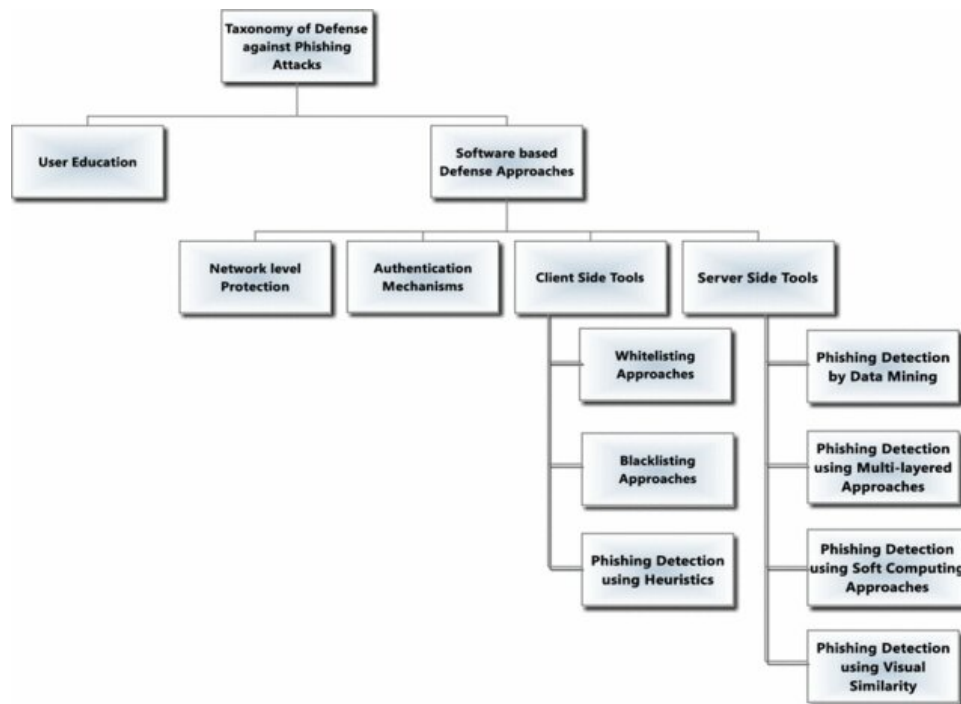 Taxonomy of Defense
against Phishing
Attacks
User Education
Software based
Defense Approaches
Network level
Protection
Authentication
Mechanisms
Client Side Tools
Server Side Tools
Whitelisting
Approaches
Blacklisting
Approaches
Phishing Detection
using Heuristics
Phishing Detection
by Data Mining
Phishing Detection
using Multi-layered
Approaches
Phishing Detection
using Soft Computing
Approaches
Phishing Detection
using Visual
Similarity